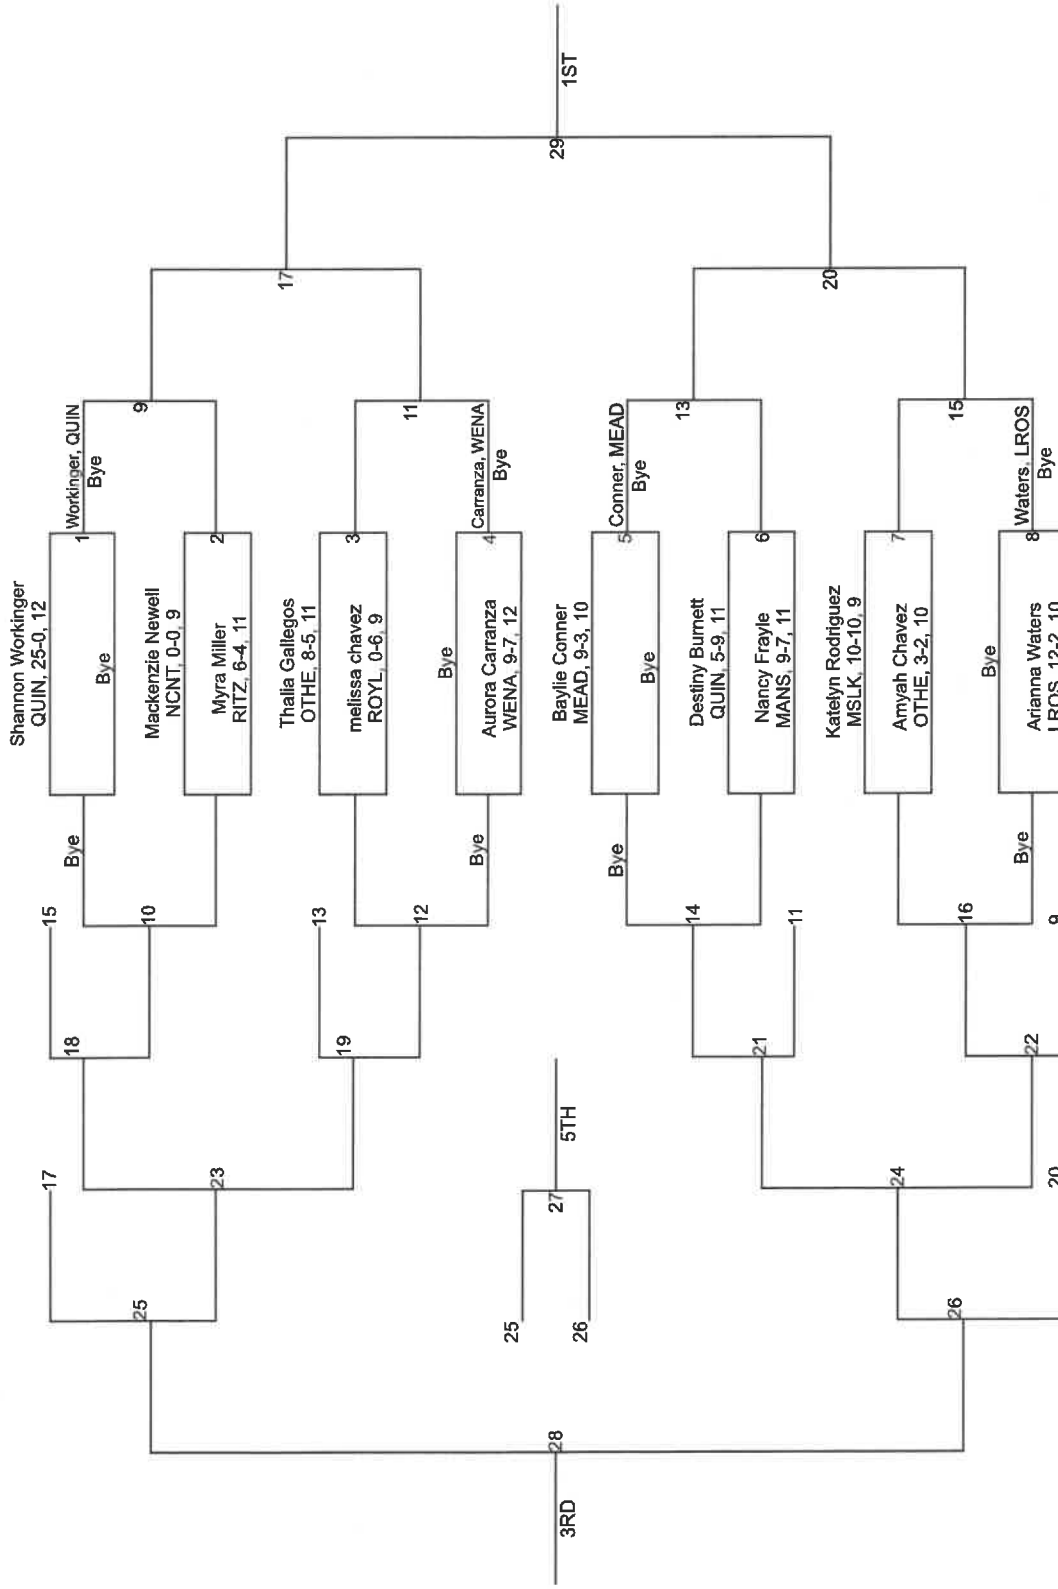 Shannon Workinger
QUIN, 25-0, 12
Bye
1
Workinger, QUIN
Bye
Mackenzie Newell
NCNT, 0-0, 9
Myra Miller
RITZ, 6-4, 11
2
9
Thalia Gallegos
OTHE, 8-5, 11
melissa chavez
ROYL, 0-6, 9
3
Bye
Aurora Carranza
WENA, 9-7, 12
4
Carranza, WENA
Bye
11
17
Baylie Conner
MEAD, 9-3, 10
Bye
5
Conner, MEAD
Bye
Destiny Burnett
QUIN, 5-9, 11
Nancy Frayle
MANS, 9-7, 11
6
13
Katelyn Rodriguez
MSLK, 10-10, 9
Amyah Chavez
OTHE, 3-2, 10
7
Bye
Arianna Waters
LROS, 12-2, 10
8
Waters, LROS
Bye
15
20
29
1ST
Bye
10
15
18
Bye
12
13
19
23
17
25
Bye
14
11
21
Bye
16
9
22
24
20
26
25
26
27
5TH
28
3RD